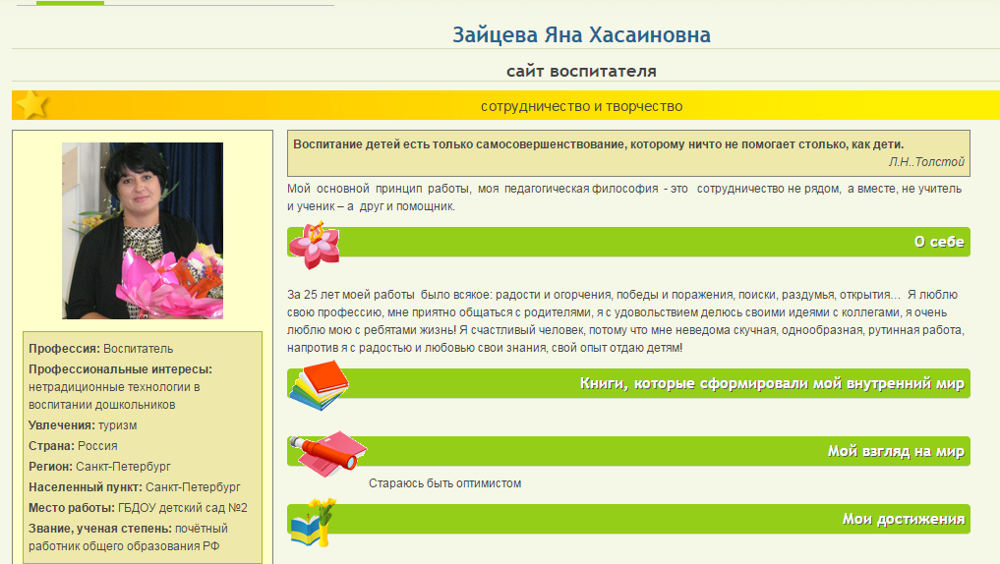 Зайцева Яна Хасаиновна
сайт воспитателя
сотрудничество и творчество
Профессия: Воспитатель
Профессиональные интересы:
нетрадиционные технологии в
воспитании дошкольников
Увлечения: туризм
Страна: Россия
Регион: Санкт-Петербург
Населенный пункт: Санкт-Петербург
Место работы: ГБДОУ детский сад №2
Звание, ученая степень: почётный
работник общего образования РФ
Воспитание детей есть только самосовершенствование, которому ничто не помогает столько, как дети.
Л.Н..Толстой
Мой основной принцип работы, моя педагогическая философия - это сотрудничество не рядом, а вместе, не учитель
и ученик – а друг и помощник.
О себе
За 25 лет моей работы было всякое: радости и огорчения, победы и поражения, поиски, раздумья, открытия… Я люблю
свою профессию, мне приятно общаться с родителями, я с удовольствием делюсь своими идеями с коллегами, я очень
люблю мою с ребятами жизнь! Я счастливый человек, потому что мне неведома скучная, однообразная, рутинная работа,
напротив я с радостью и любовью свои знания, свой опыт отдаю детям!
Книги, которые сформировали мой внутренний мир
Мой взгляд на мир
Стараюсь быть оптимистом
Мои достижения